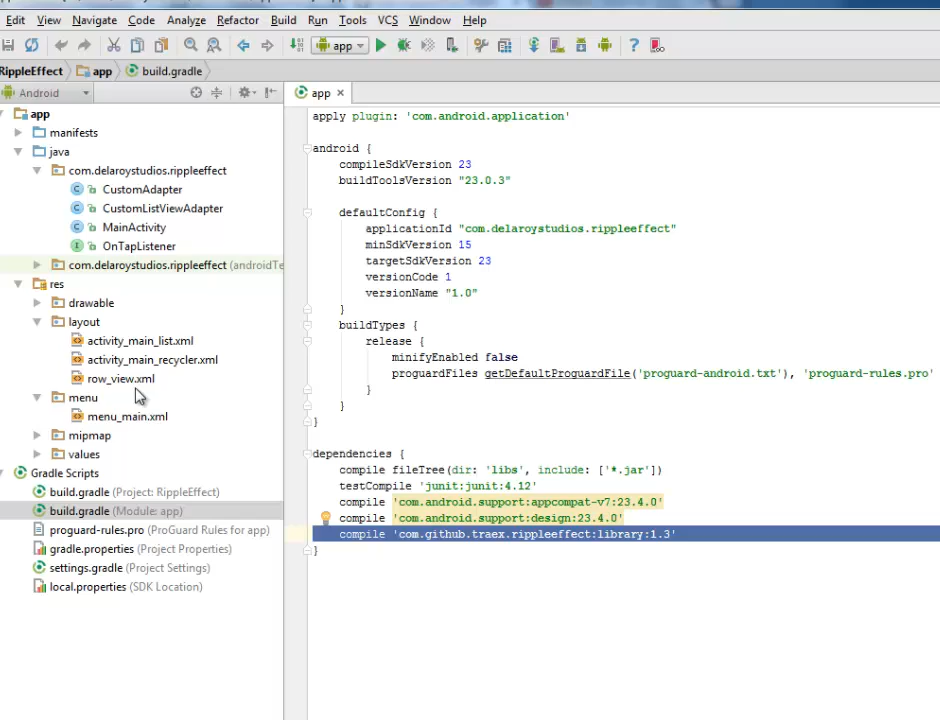 Edit View Navigate Code Analyze Refactor Build Run Tools VCS Window Help
app
RippleEffect app build.gradle
Android
app
app
manifests
java
com.delaroystudios.rippleeffect
CustomAdapter
CustomListViewAdapter
MainActivity
OnTapListener
com.delaroystudios.rippleeffect (androidTe
res
drawable
layout
activity_main_list.xml
activity_main_recycler.xml
row_view.xml
menu
menu_main.xml
mipmap
values
Gradle Scripts
build.gradle (Project: RippleEffect)
build.gradle (Module: app)
proguard-rules.pro (ProGuard Rules for app)
gradle.properties (Project Properties)
settings.gradle (Project Settings)
local.properties (SDK Location)
apply plugin: 'com.android.application'
android {
compileSdkVersion 23
buildToolsVersion "23.0.3"
defaultConfig {
applicationId "com.delaroystudios.rippleeffect"
minSdkVersion 15
targetSdkVersion 23
versionCode 1
versionName "1.0"
}
buildTypes {
release {
minifyEnabled false
proguardFiles getDefaultProguardFile('proguard-android.txt'), 'proguard-rules.pro'
}
}
}
dependencies {
compile fileTree(dir: 'libs', include: ['*.jar'])
testCompile 'junit:junit:4.12'
compile 'com.android.support:appcompat-v7:23.4.0'
compile 'com.android.support:design:23.4.0'
compile 'com.github.traex.rippleeffect:library:1.3'
}